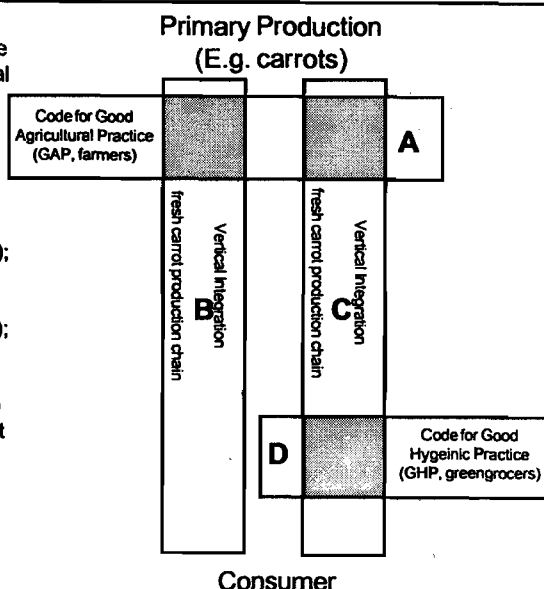 Primary Production
(E.g. carrots)
e
al
Code for Good
Agricultural Practice
(GAP, farmers)
A
);
);
t
Vertical Integration
fresh carrot production chain
B
Vertical Integration
fresh carrot production chain
C
D
Code for Good
Hygeinic Practice
(GHP, greengrocers)
Consumer